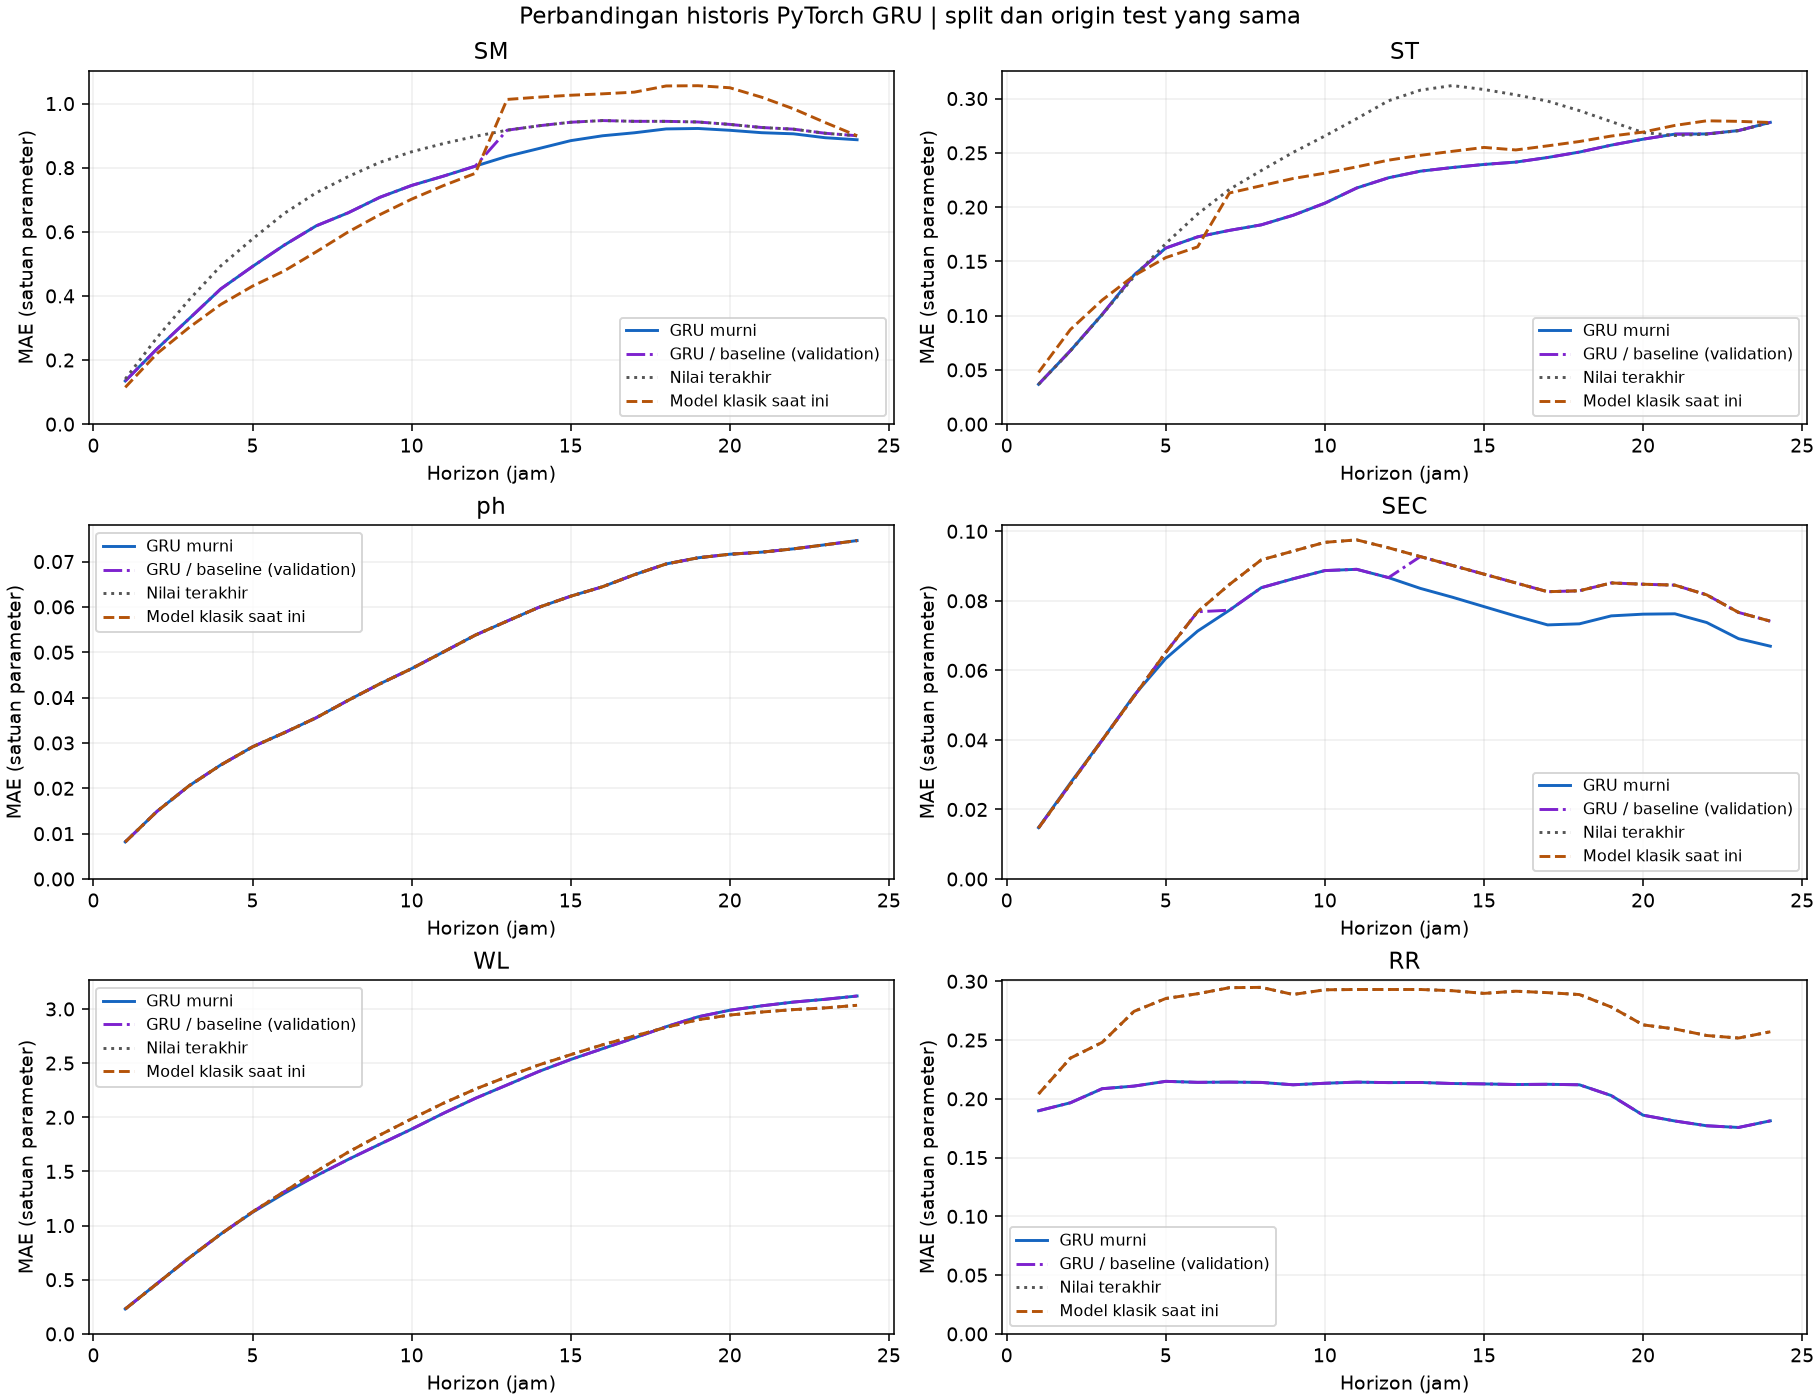 Perbandingan historis PyTorch GRU | split dan origin test yang sama
SM
MAE (satuan parameter)
1.0
0.8
0.6
0.4
0.2
0.0
0 5 10 15 20 25
Horizon (jam)
GRU murni
GRU / baseline (validation)
Nilai terakhir
Model klasik saat ini
ST
MAE (satuan parameter)
0.30
0.25
0.20
0.15
0.10
0.05
0.00
0 5 10 15 20 25
Horizon (jam)
GRU murni
GRU / baseline (validation)
Nilai terakhir
Model klasik saat ini
ph
MAE (satuan parameter)
0.07
0.06
0.05
0.04
0.03
0.02
0.01
0.00
0 5 10 15 20 25
Horizon (jam)
GRU murni
GRU / baseline (validation)
Nilai terakhir
Model klasik saat ini
SEC
MAE (satuan parameter)
0.10
0.08
0.06
0.04
0.02
0.00
0 5 10 15 20 25
Horizon (jam)
GRU murni
GRU / baseline (validation)
Nilai terakhir
Model klasik saat ini
WL
MAE (satuan parameter)
3.0
2.5
2.0
1.5
1.0
0.5
0.0
0 5 10 15 20 25
Horizon (jam)
GRU murni
GRU / baseline (validation)
Nilai terakhir
Model klasik saat ini
RR
MAE (satuan parameter)
0.30
0.25
0.20
0.15
0.10
0.05
0.00
0 5 10 15 20 25
Horizon (jam)
GRU murni
GRU / baseline (validation)
Nilai terakhir
Model klasik saat ini